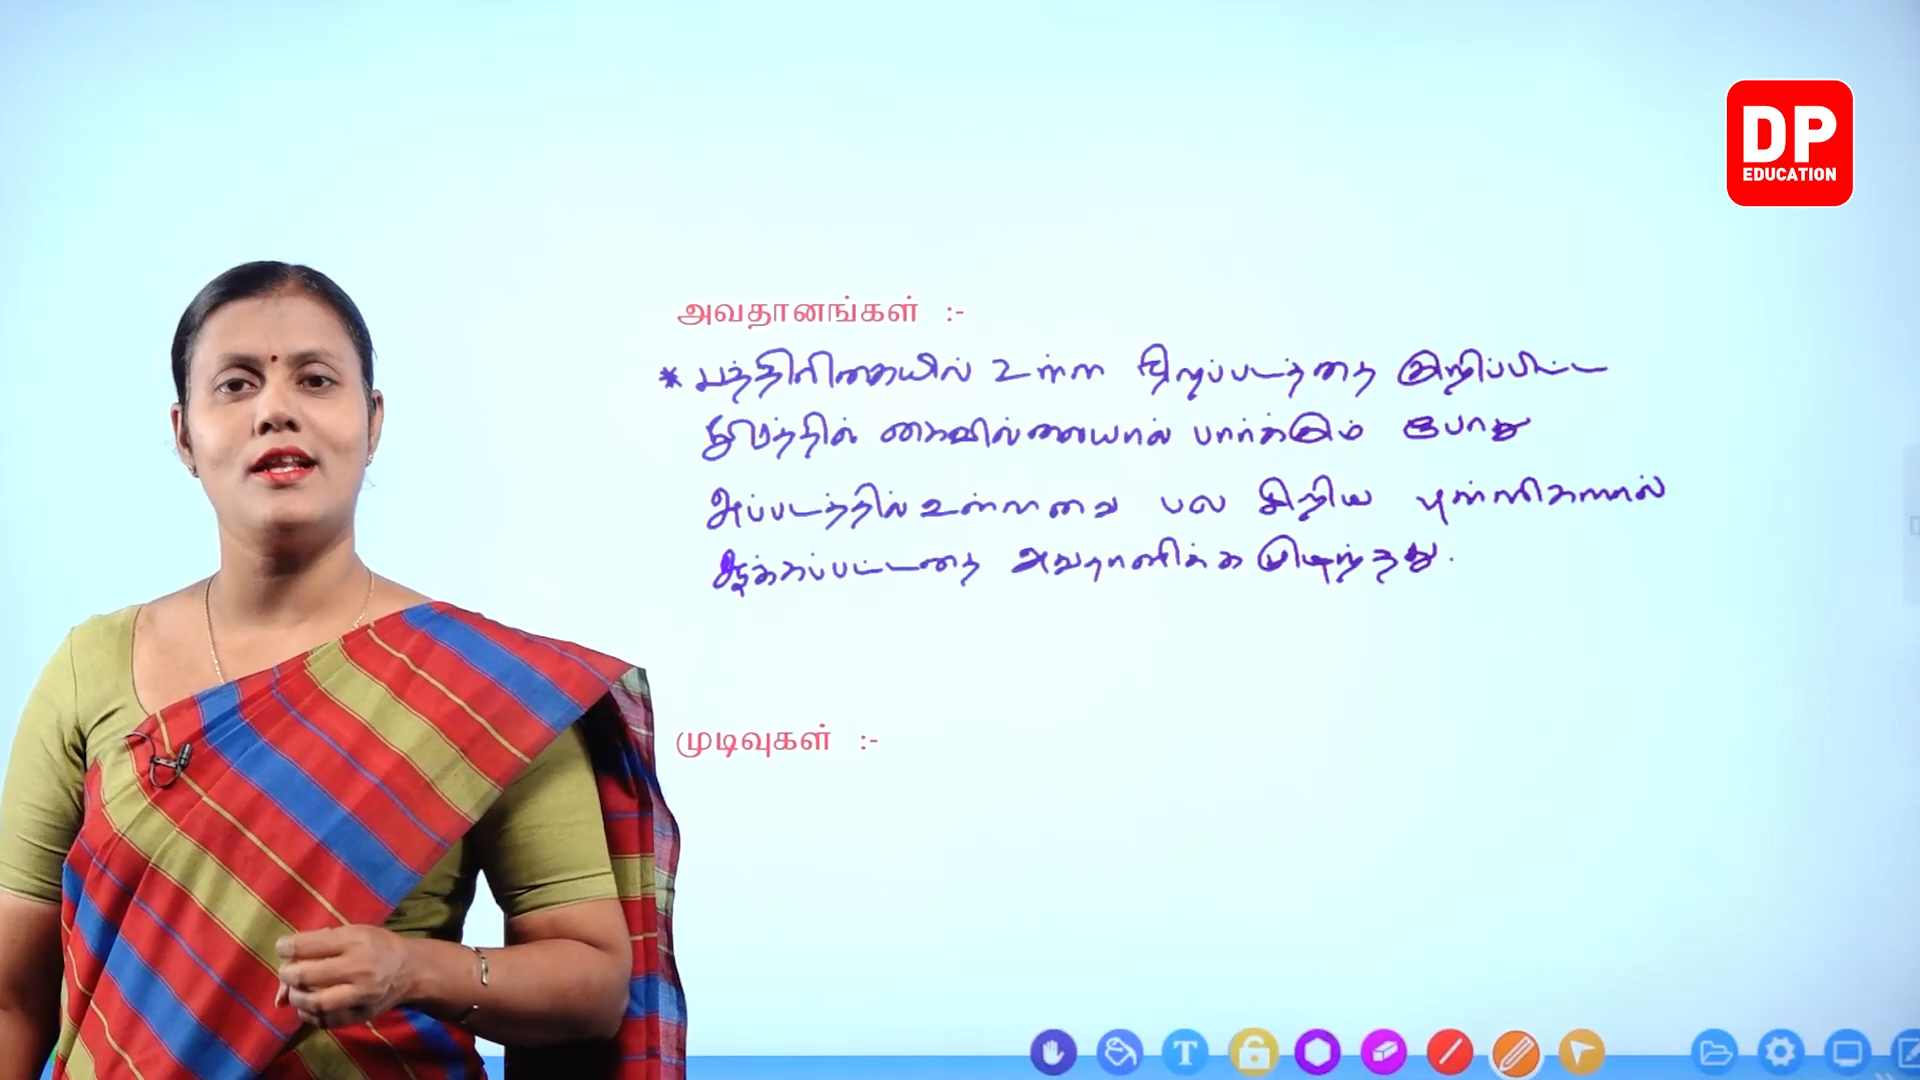 DP
EDUCATION
அவதானங்கள் :-
* பத்திரிகையில் உள்ள நிழற்படத்தை குறிப்பிட்ட
தூரத்தில் கைவில்லையால் பார்க்கும் போது
அப்படத்தில் உள்ளவை பல சிறிய புள்ளிகளால்
ஆக்கப்பட்டதை அவதானிக்க முடிந்தது.
முடிவுகள் :-